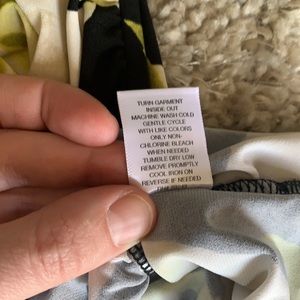 TURN GARMENT
INSIDE OUT
MACHINE WASH COLD
GENTLE CYCLE
WITH LIKE COLORS
ONLY NON-
CHLORINE BLEACH
WHEN NEEDED
TUMBLE DRY LOW
REMOVE PROMPTLY
COOL IRON ON
REVERSE IF NEEDED